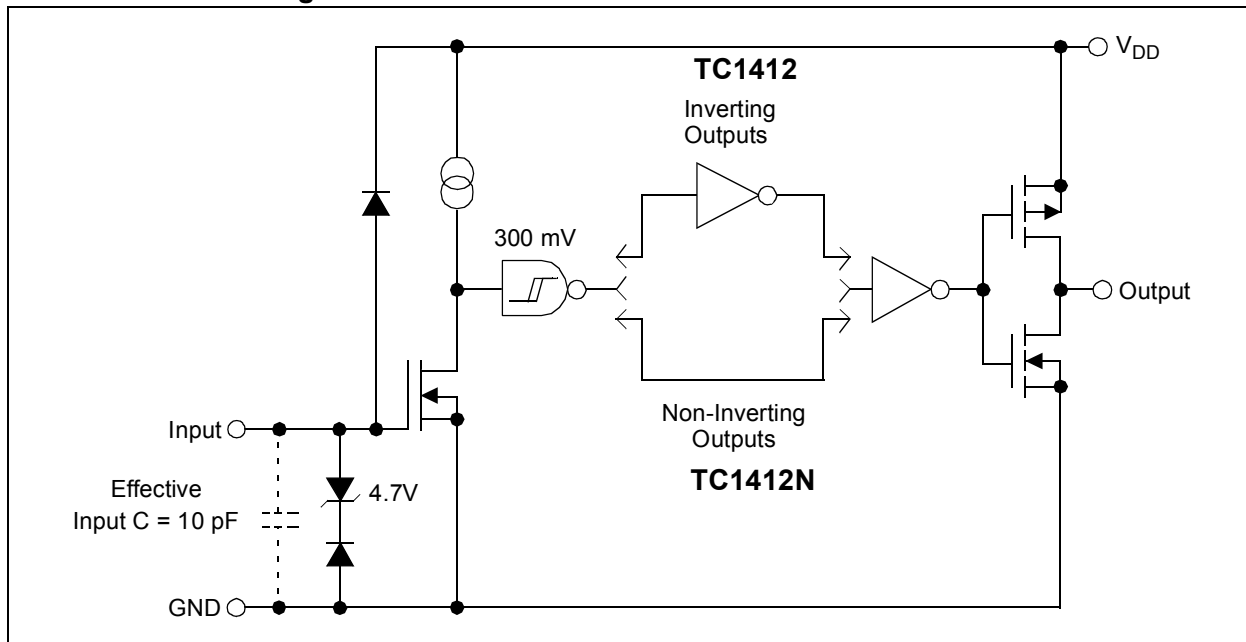 g
V_DD
TC1412
Inverting
Outputs
300 mV
Output
Non-Inverting
Outputs
TC1412N
Input
4.7V
Effective
Input C = 10 pF
GND